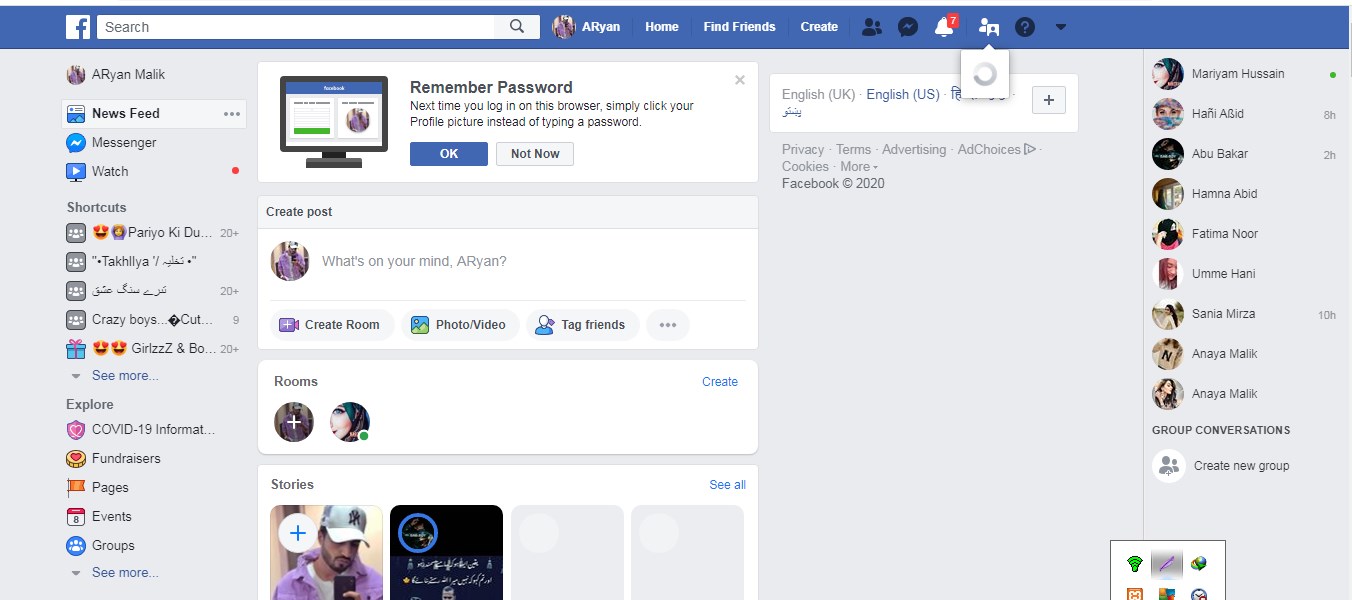 Search
ARyan
Home
Find Friends
Create
7
ARyan Malik
News Feed
Messenger
Watch
Shortcuts
😍🙆‍♀️Pariyo Ki Du... 20+
"•TakhlIya '/ تخلیہ •"
تیرے سنگ عشق 20+
Crazy boys...�Cut... 9
😍😍 GirlzzZ & Bo... 20+
See more...
Explore
COVID-19 Informat...
Fundraisers
Pages
8 Events
Groups
See more...
facebook
Remember Password
Next time you log in on this browser, simply click your
Profile picture instead of typing a password.
OK
Not Now
Create post
What's on your mind, ARyan?
Create Room
Photo/Video
Tag friends
Rooms
Create
Stories
See all
English (UK) · English (US) ·
پښتو
Privacy · Terms · Advertising · AdChoices ·
Cookies · More
Facebook © 2020
Mariyam Hussain
Hañi Aßid 8h
Abu Bakar 2h
Hamna Abid
Fatima Noor
Umme Hani
Sania Mirza 10h
Anaya Malik
Anaya Malik
GROUP CONVERSATIONS
Create new group